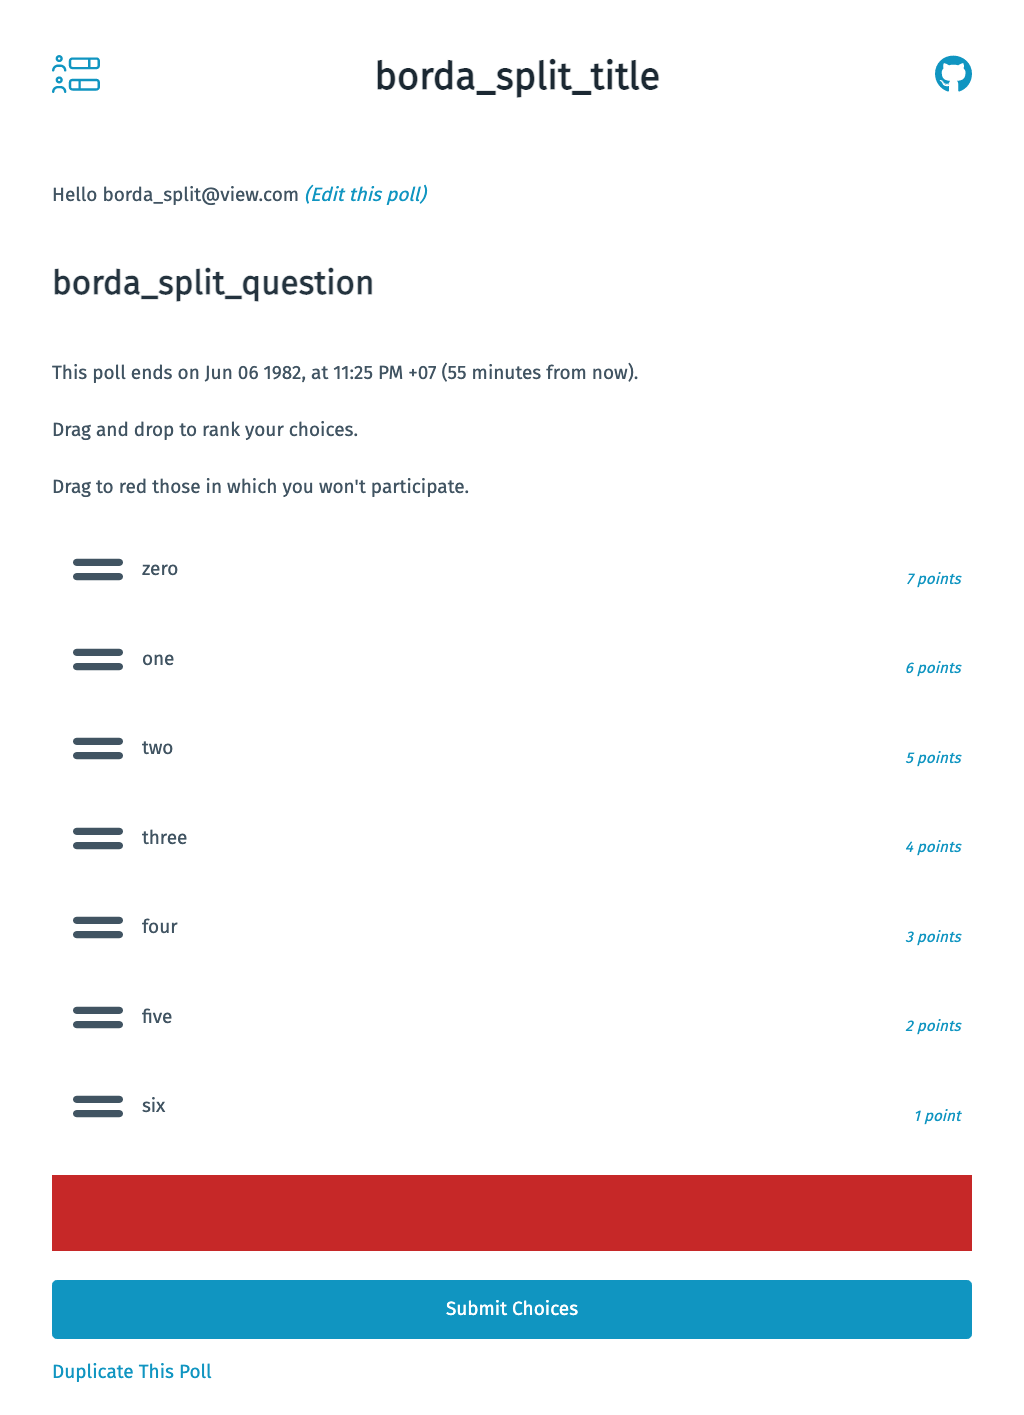 borda_split_title
Hello borda_split@view.com (Edit this poll)
borda_split_question
This poll ends on Jun 06 1982, at 11:25 PM +07 (55 minutes from now).
Drag and drop to rank your choices.
Drag to red those in which you won't participate.
zero
7 points
one
6 points
two
5 points
three
4 points
four
3 points
five
2 points
six
1 point
Submit Choices
Duplicate This Poll